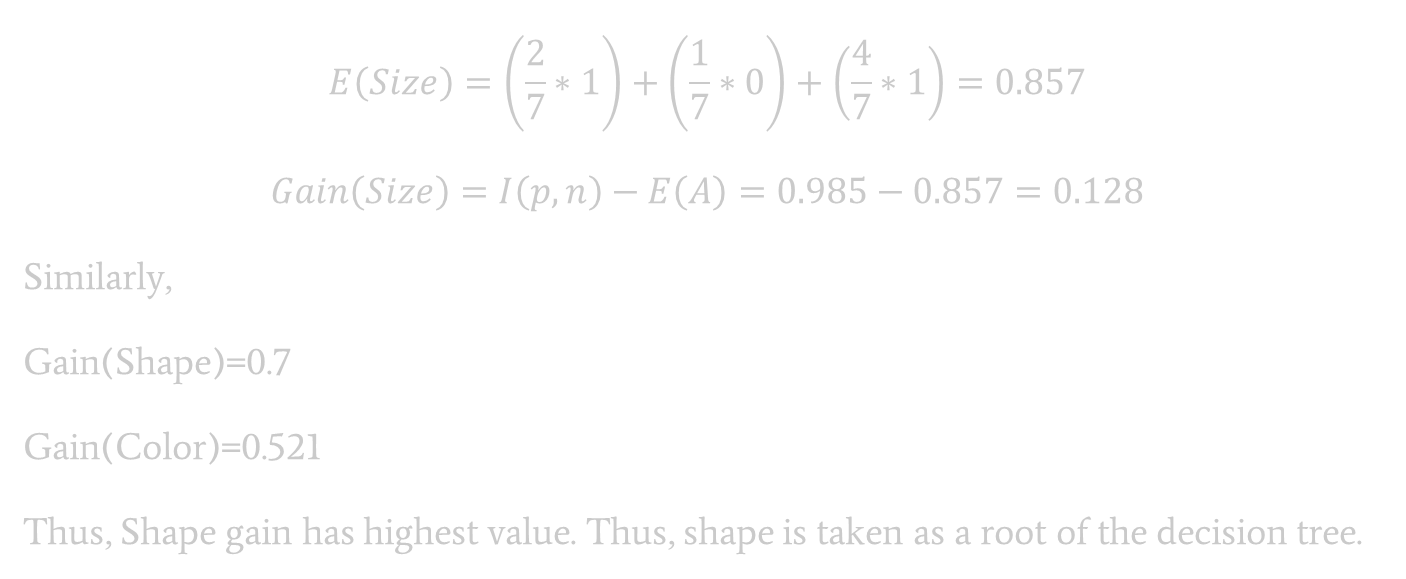 E(Size) = (2/7 * 1) + (1/7 * 0) + (4/7 * 1) = 0.857
Gain(Size) = I(p, n) − E(A) = 0.985 − 0.857 = 0.128
Similarly,
Gain(Shape)=0.7
Gain(Color)=0.521
Thus, Shape gain has highest value. Thus, shape is taken as a root of the decision tree.